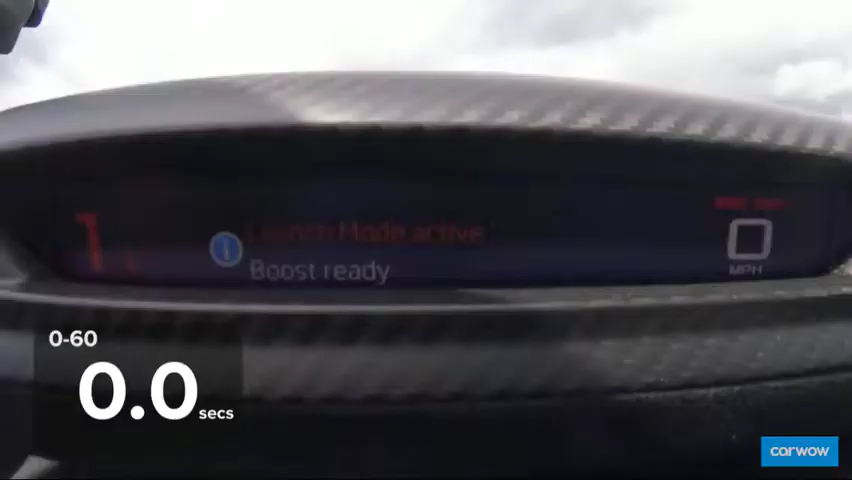 1
Launch Mode active
Boost ready
0
MPH
0-60
0.0 secs
carwow